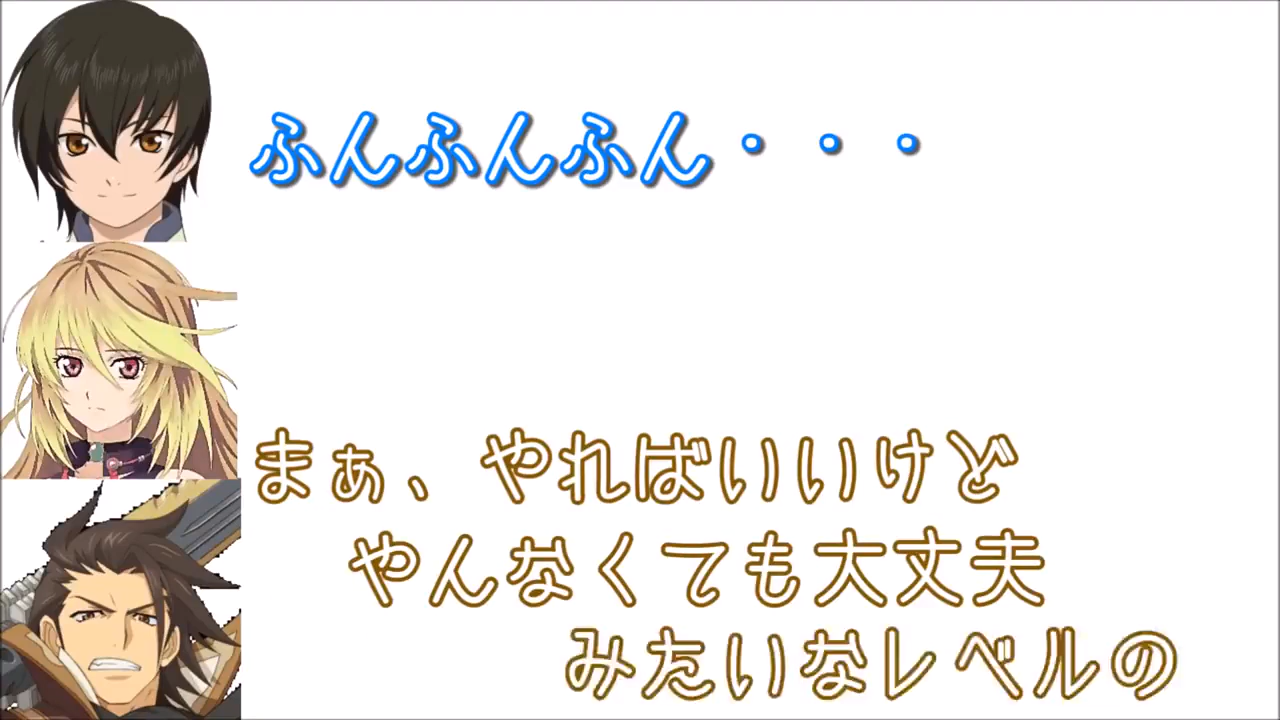 ふんふんふん・・・
まぁ、やればいいけど
やんなくても大丈夫
みたいなレベルの